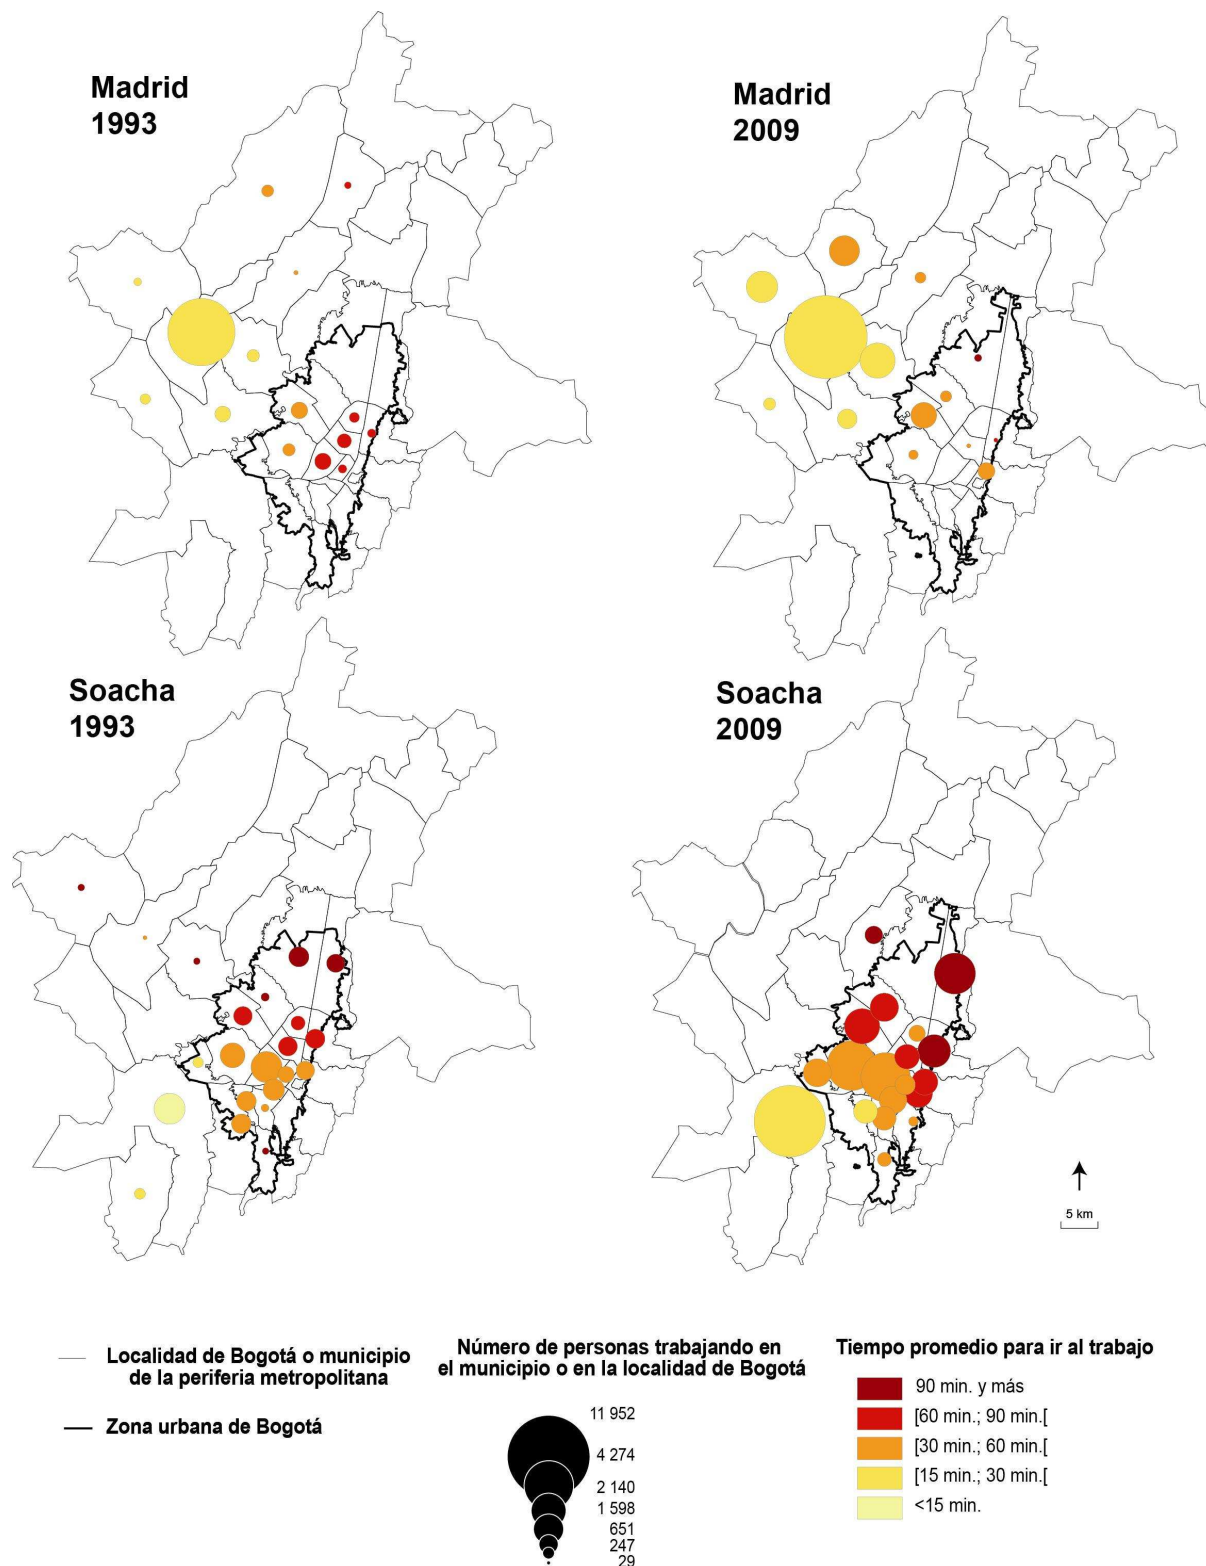 Madrid
1993
Madrid
2009
Soacha
1993
Soacha
2009
5 km
Localidad de Bogotá o municipio
de la periferia metropolitana
Zona urbana de Bogotá
Número de personas trabajando en
el municipio o en la localidad de Bogotá
11 952
4 274
2 140
1 598
651
247
29
Tiempo promedio para ir al trabajo
90 min. y más
[60 min.; 90 min.[
[30 min.; 60 min.[
[15 min.; 30 min.[
<15 min.